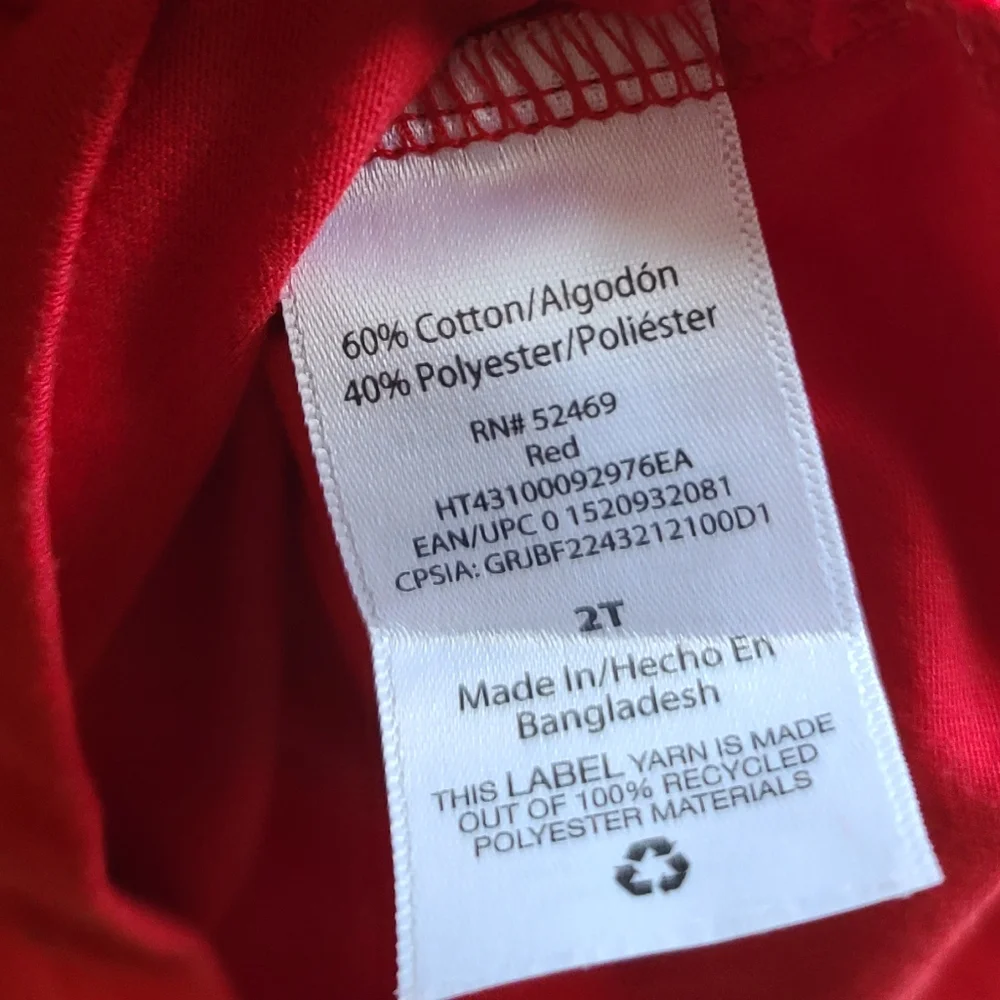 60% Cotton/Algodón
40% Polyester/Poliéster
RN# 52469
Red
HT43100092976EA
EAN/UPC 0 1520932081
CPSIA: GRJBF2243212100D1
2T
Made In/Hecho En
Bangladesh
THIS LABEL YARN IS MADE
OUT OF 100% RECYCLED
POLYESTER MATERIALS